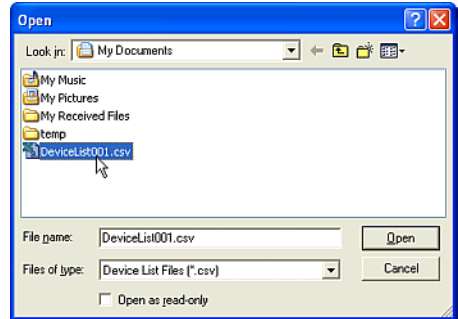 Open
Look in: My Documents
My Music
My Pictures
My Received Files
temp
DeviceList001.csv
File name: DeviceList001.csv Open
Files of type: Device List Files (*.csv) Cancel
Open as read-only